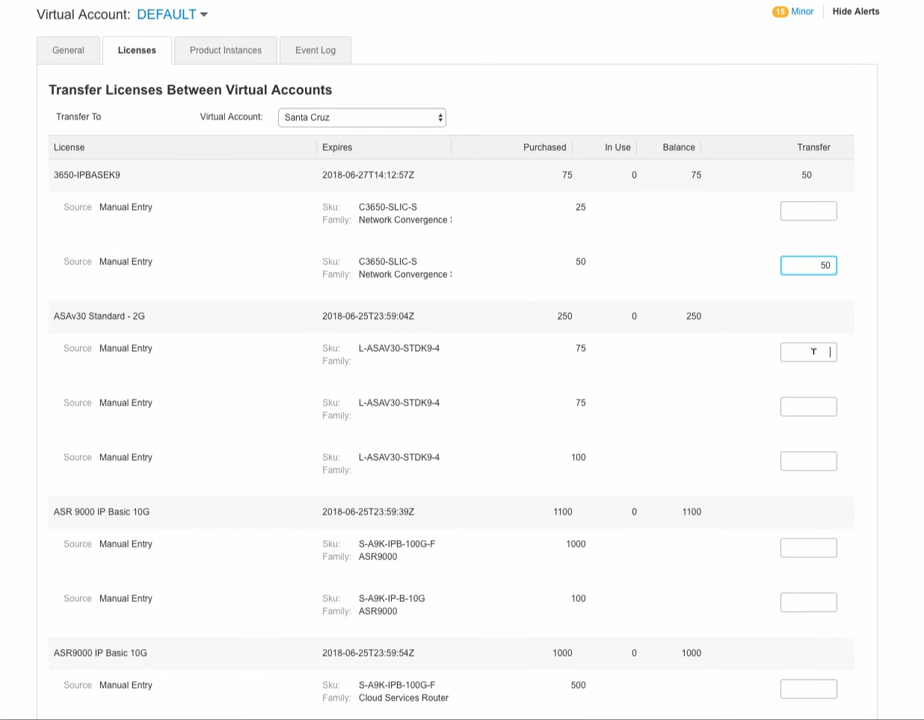 Virtual Account: DEFAULT
15 Minor Hide Alerts
General Licenses Product Instances Event Log
Transfer Licenses Between Virtual Accounts
Transfer To Virtual Account: Santa Cruz
License Expires Purchased In Use Balance Transfer
3650-IPBASEK9 2018-06-27T14:12:57Z 75 0 75 50
Source Manual Entry Sku: C3650-SLIC-S 25
Family: Network Convergence
Source Manual Entry Sku: C3650-SLIC-S 50 50
Family: Network Convergence
ASAv30 Standard - 2G 2018-06-25T23:59:04Z 250 0 250
Source Manual Entry Sku: L-ASAV30-STDK9-4 75
Family:
Source Manual Entry Sku: L-ASAV30-STDK9-4 75
Family:
Source Manual Entry Sku: L-ASAV30-STDK9-4 100
Family:
ASR 9000 IP Basic 10G 2018-06-25T23:59:39Z 1100 0 1100
Source Manual Entry Sku: S-A9K-IPB-100G-F 1000
Family: ASR9000
Source Manual Entry Sku: S-A9K-IP-B-10G 100
Family: ASR9000
ASR9000 IP Basic 10G 2018-06-25T23:59:54Z 1000 0 1000
Source Manual Entry Sku: S-A9K-IPB-100G-F 500
Family: Cloud Services Router